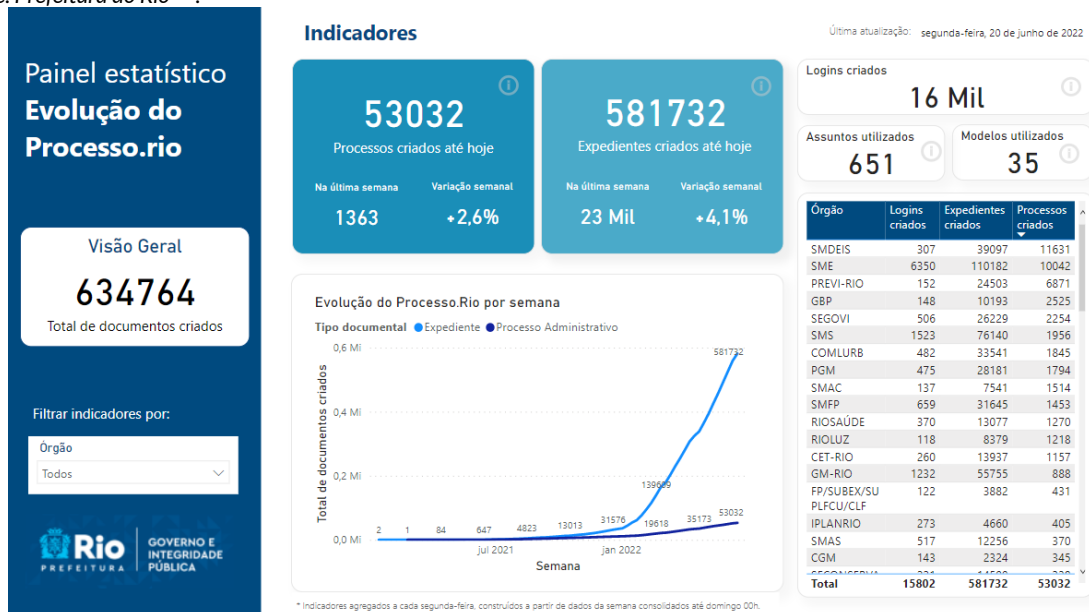 Prefeitura do Rio
Painel estatístico
Evolução do
Processo.rio
Visão Geral
634764
Total de documentos criados
Filtrar indicadores por:
Órgão
Todos
Rio
PREFEITURA
GOVERNO E
INTEGRIDADE
PÚBLICA
Indicadores
Última atualização: segunda-feira, 20 de junho de 2022
53032
Processos criados até hoje
Na última semana Variação semanal
1363 +2,6%
581732
Expedientes criados até hoje
Na última semana Variação semanal
23 Mil +4,1%
Logins criados
16 Mil
Assuntos utilizados
651
Modelos utilizados
35
Evolução do Processo.Rio por semana
Tipo documental Expediente Processo Administrativo
Total de documentos criados
0,6 Mi
0,4 Mi
0,2 Mi
0,0 Mi
581732
139609
2 1 84 647 4823 13013 31576 19618 35173 53032
jul 2021 jan 2022
Semana
Órgão Logins criados Expedientes criados Processos criados
SMDEIS 307 39097 11631
SME 6350 110182 10042
PREVI-RIO 152 24503 6871
GBP 148 10193 2525
SEGOVI 506 26229 2254
SMS 1523 76140 1956
COMLURB 482 33541 1845
PGM 475 28181 1794
SMAC 137 7541 1514
SMFP 659 31645 1453
RIOSAÚDE 370 13077 1270
RIOLUZ 118 8379 1218
CET-RIO 260 13937 1157
GM-RIO 1232 55755 888
FP/SUBEX/SU
PLFCU/CLF 122 3882 431
IPLANRIO 273 4660 405
SMAS 517 12256 370
CGM 143 2324 345
Total 15802 581732 53032
* Indicadores agregados a cada segunda-feira, construídos a partir de dados da semana consolidados até domingo 00h.